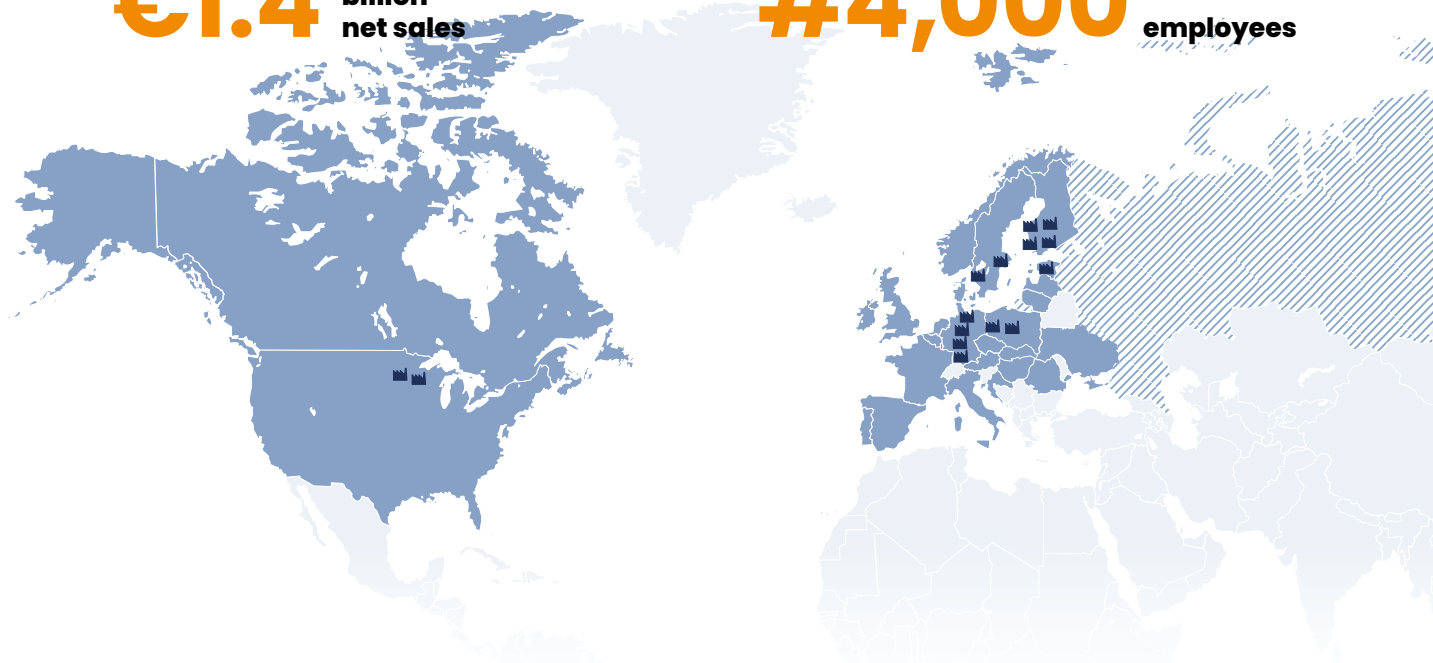 €1.4 billion
net sales
#4,000 employees